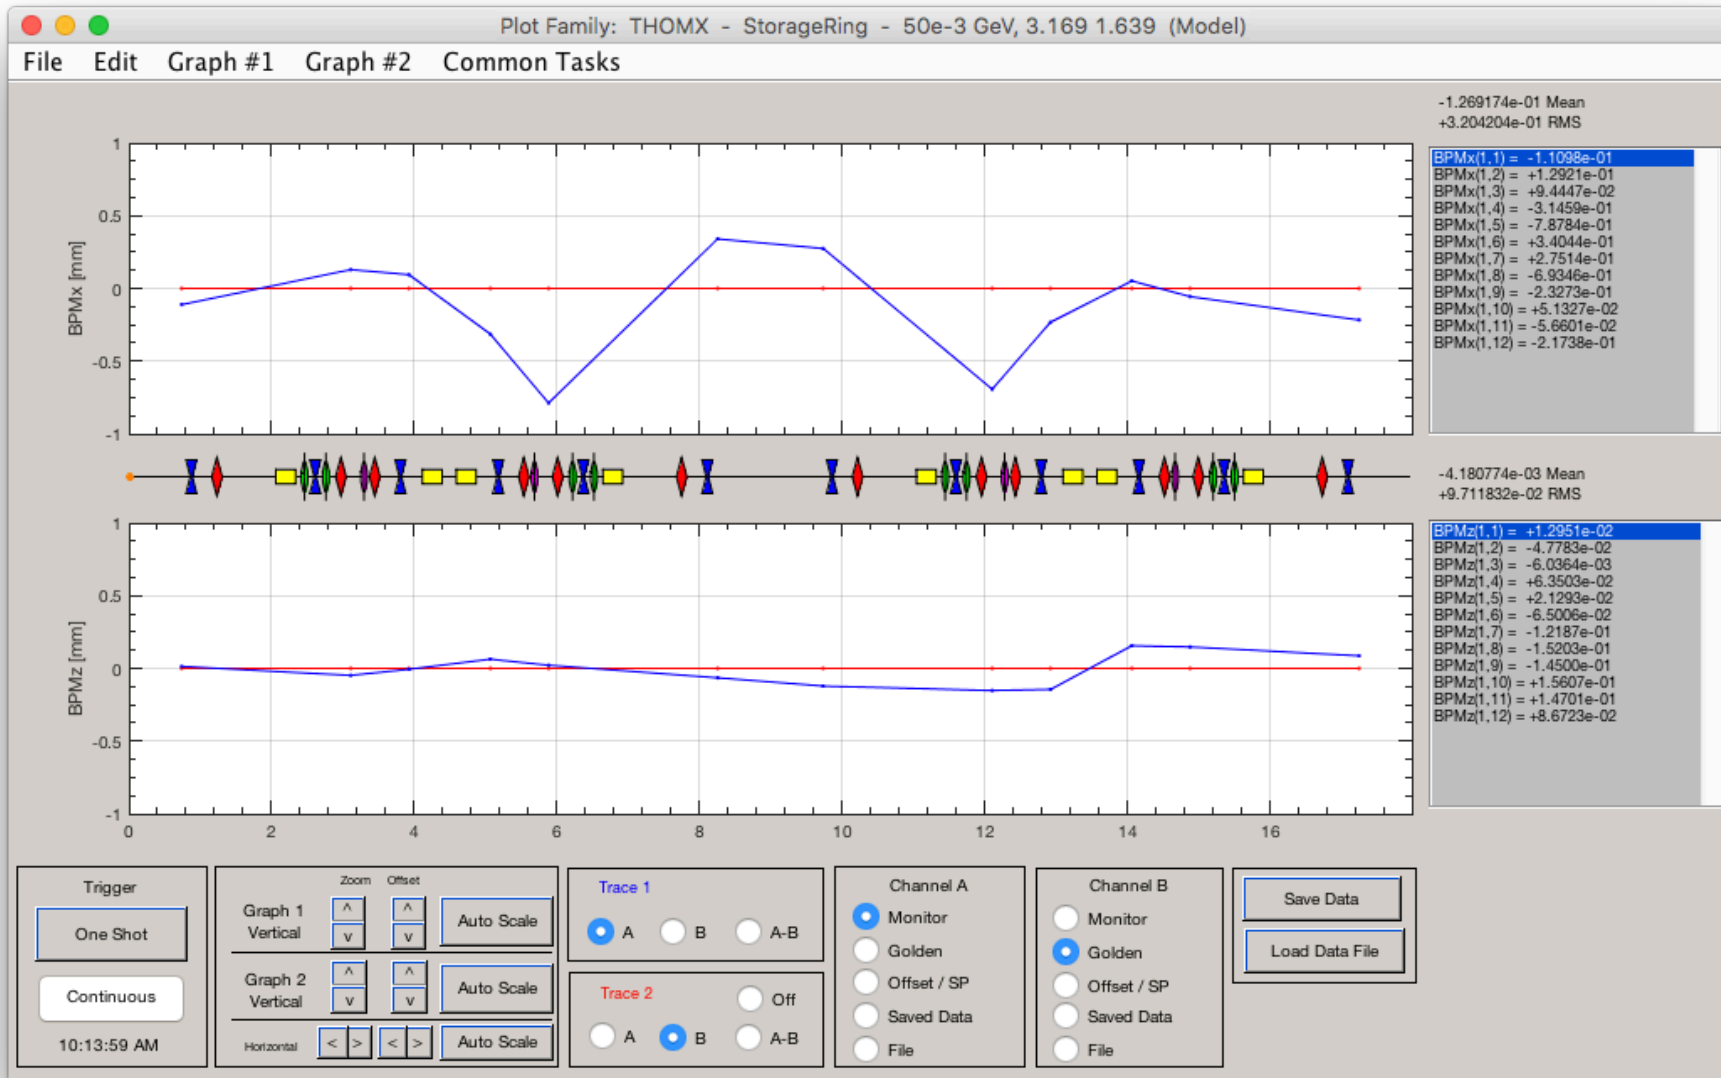 Plot Family:  THOMX  -  StorageRing  -  50e-3 GeV, 3.169 1.639  (Model)
File Edit Graph #1 Graph #2 Common Tasks
-1.269174e-01 Mean
+3.204204e-01 RMS
1
0.5
0
-0.5
-1
BPMx [mm]
BPMx(1,1) =  -1.1098e-01
BPMx(1,2) =  +1.2921e-01
BPMx(1,3) =  +9.4447e-02
BPMx(1,4) =  -3.1459e-01
BPMx(1,5) =  -7.8784e-01
BPMx(1,6) =  +3.4044e-01
BPMx(1,7) =  +2.7514e-01
BPMx(1,8) =  -6.9346e-01
BPMx(1,9) =  -2.3273e-01
BPMx(1,10) = +5.1327e-02
BPMx(1,11) = -5.6601e-02
BPMx(1,12) = -2.1738e-01
-4.180774e-03 Mean
+9.711832e-02 RMS
1
0.5
0
-0.5
-1
BPMz [mm]
0 2 4 6 8 10 12 14 16
BPMz(1,1) =  +1.2951e-02
BPMz(1,2) =  -4.7783e-02
BPMz(1,3) =  -6.0364e-03
BPMz(1,4) =  +6.3503e-02
BPMz(1,5) =  +2.1293e-02
BPMz(1,6) =  -6.5006e-02
BPMz(1,7) =  -1.2187e-01
BPMz(1,8) =  -1.5203e-01
BPMz(1,9) =  -1.4500e-01
BPMz(1,10) = +1.5607e-01
BPMz(1,11) = +1.4701e-01
BPMz(1,12) = +8.6723e-02
Trigger
One Shot
Continuous
10:13:59 AM
Zoom Offset
Graph 1
Vertical
^ ^
v v
Auto Scale
Graph 2
Vertical
^ ^
v v
Auto Scale
Horizontal < > < > Auto Scale
Trace 1
A B A-B
Trace 2
Off
A B A-B
Channel A
Monitor
Golden
Offset / SP
Saved Data
File
Channel B
Monitor
Golden
Offset / SP
Saved Data
File
Save Data
Load Data File